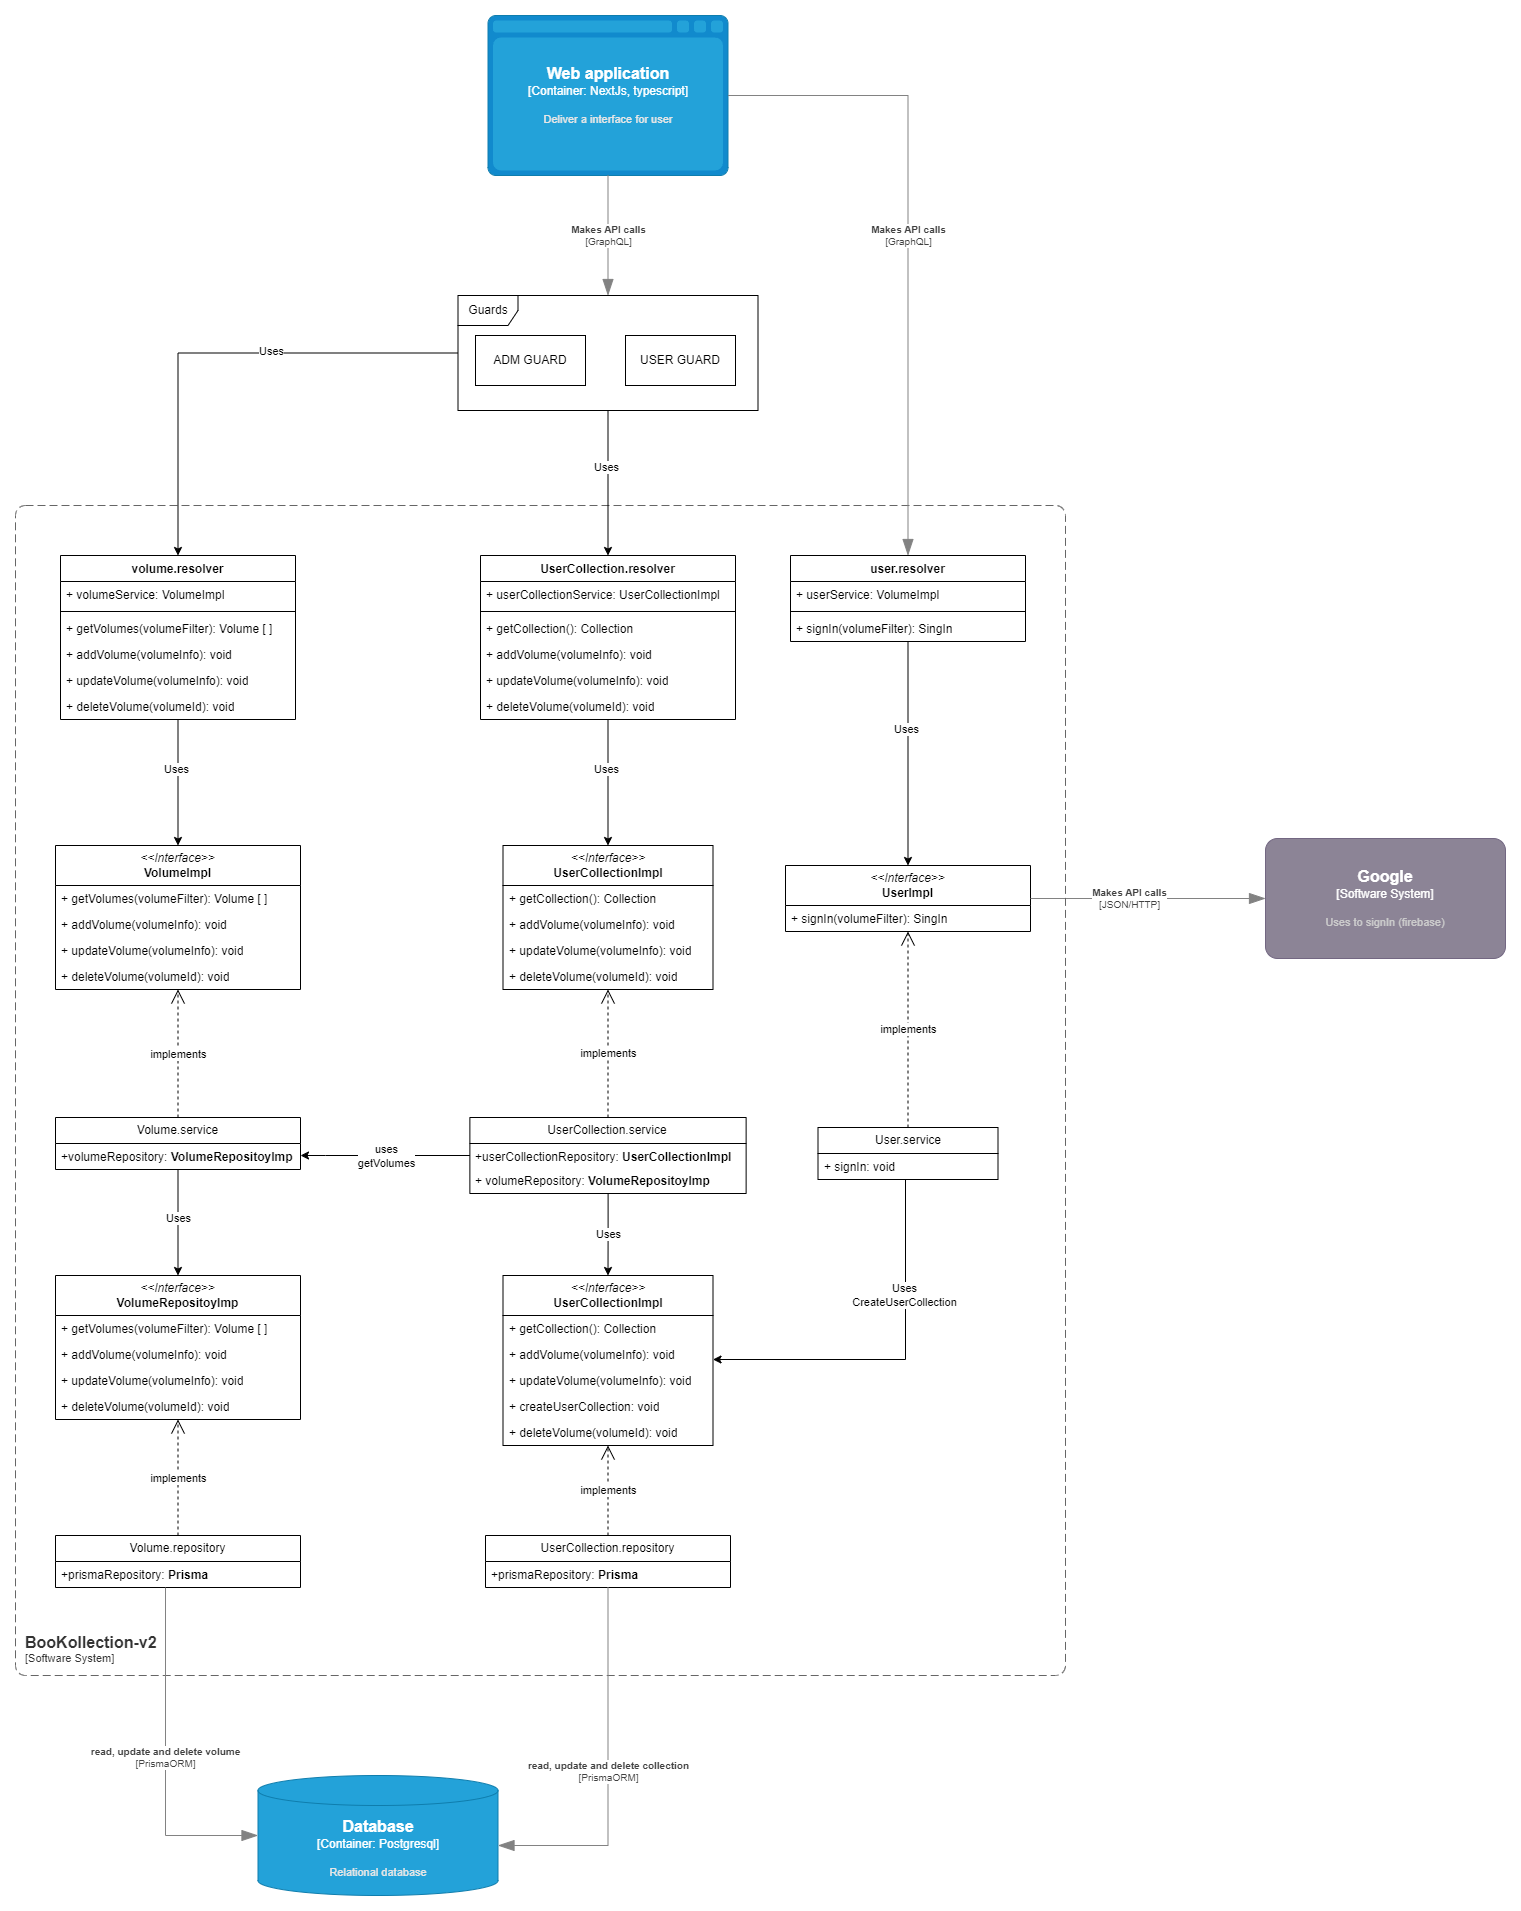 Web application
[Container: NextJs, typescript]
Deliver a interface for user
Makes API calls
[GraphQL]
Makes API calls
[GraphQL]
Guards
ADM GUARD
USER GUARD
Uses
Uses
volume.resolver
+ volumeService: VolumeImpl
+ getVolumes(volumeFilter): Volume [ ]
+ addVolume(volumeInfo): void
+ updateVolume(volumeInfo): void
+ deleteVolume(volumeId): void
UserCollection.resolver
+ userCollectionService: UserCollectionImpl
+ getCollection(): Collection
+ addVolume(volumeInfo): void
+ updateVolume(volumeInfo): void
+ deleteVolume(volumeId): void
user.resolver
+ userService: VolumeImpl
+ signIn(volumeFilter): SingIn
Uses
Uses
Uses
<<Interface>>
VolumeImpl
+ getVolumes(volumeFilter): Volume [ ]
+ addVolume(volumeInfo): void
+ updateVolume(volumeInfo): void
+ deleteVolume(volumeId): void
<<Interface>>
UserCollectionImpl
+ getCollection(): Collection
+ addVolume(volumeInfo): void
+ updateVolume(volumeInfo): void
+ deleteVolume(volumeId): void
<<Interface>>
UserImpl
+ signIn(volumeFilter): SingIn
Makes API calls
[JSON/HTTP]
Google
[Software System]
Uses to signIn (firebase)
implements
implements
implements
Volume.service
+volumeRepository: VolumeRepositoyImp
uses
getVolumes
UserCollection.service
+userCollectionRepository: UserCollectionImpl
+ volumeRepository: VolumeRepositoyImp
User.service
+ signIn: void
Uses
Uses
Uses
CreateUserCollection
<<Interface>>
VolumeRepositoyImp
+ getVolumes(volumeFilter): Volume [ ]
+ addVolume(volumeInfo): void
+ updateVolume(volumeInfo): void
+ deleteVolume(volumeId): void
<<Interface>>
UserCollectionImpl
+ getCollection(): Collection
+ addVolume(volumeInfo): void
+ updateVolume(volumeInfo): void
+ createUserCollection: void
+ deleteVolume(volumeId): void
implements
implements
Volume.repository
+prismaRepository: Prisma
UserCollection.repository
+prismaRepository: Prisma
BooKollection-v2
[Software System]
read, update and delete volume
[PrismaORM]
read, update and delete collection
[PrismaORM]
Database
[Container: Postgresql]
Relational database